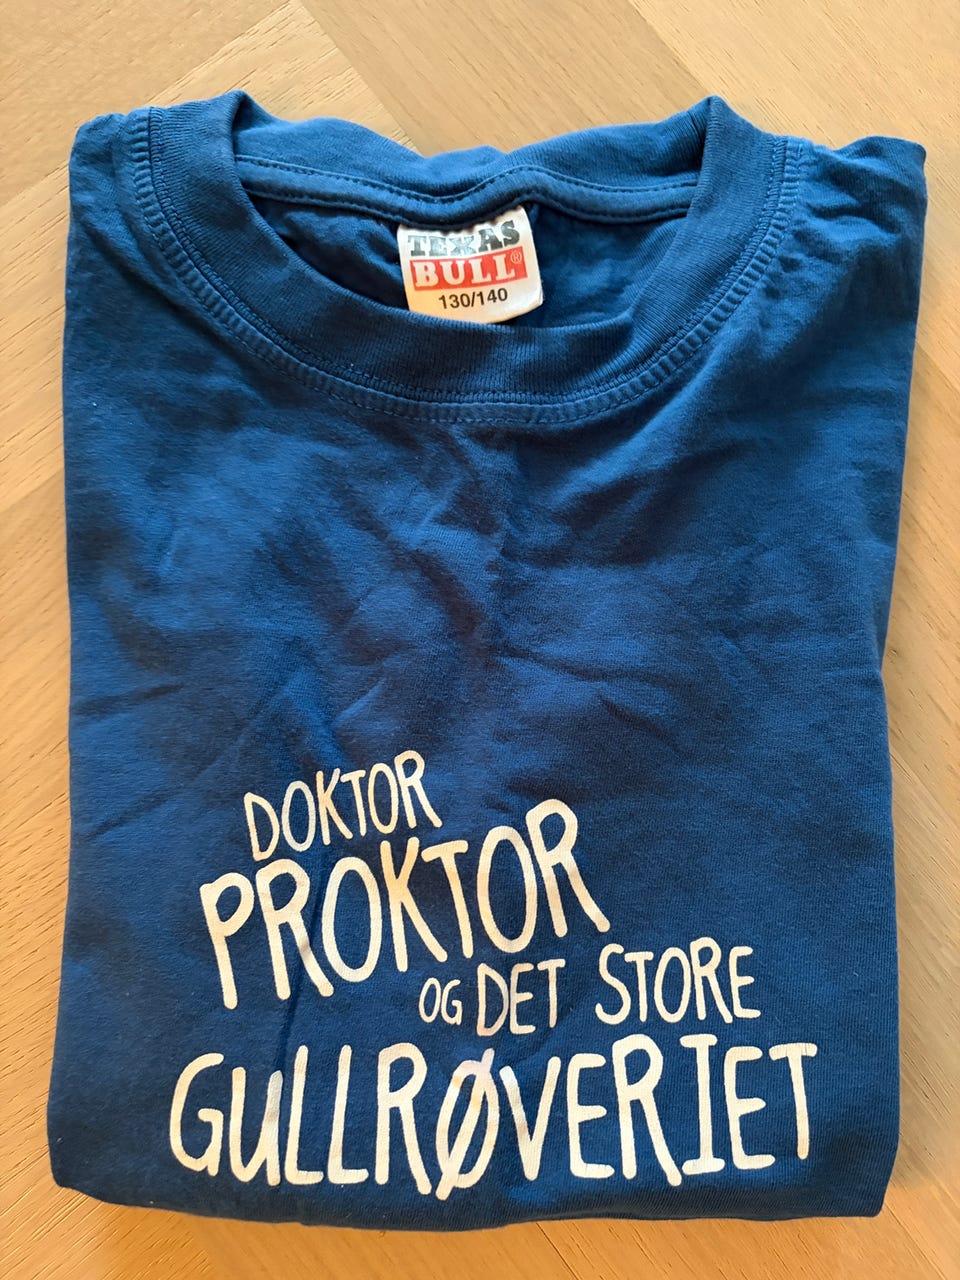 TEXAS
BULL®
130/140
DOKTOR
PROKTOR
OG DET STORE
GULLRØVERIET